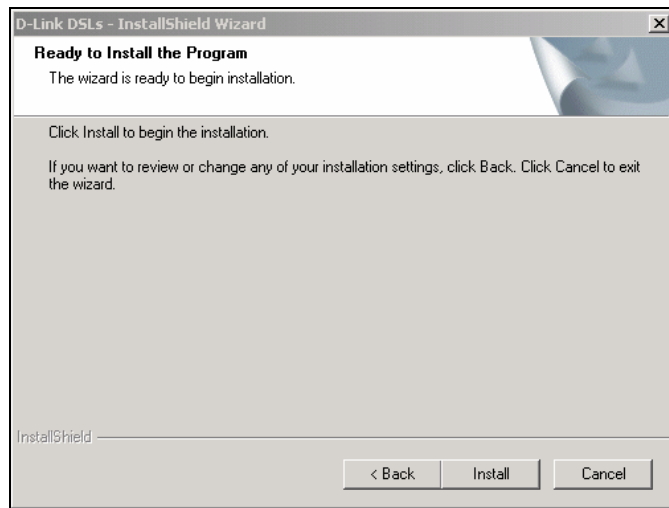 D-Link DSLs - InstallShield Wizard
Ready to Install the Program
The wizard is ready to begin installation.
Click Install to begin the installation.
If you want to review or change any of your installation settings, click Back. Click Cancel to exit
the wizard.
InstallShield
< Back Install Cancel